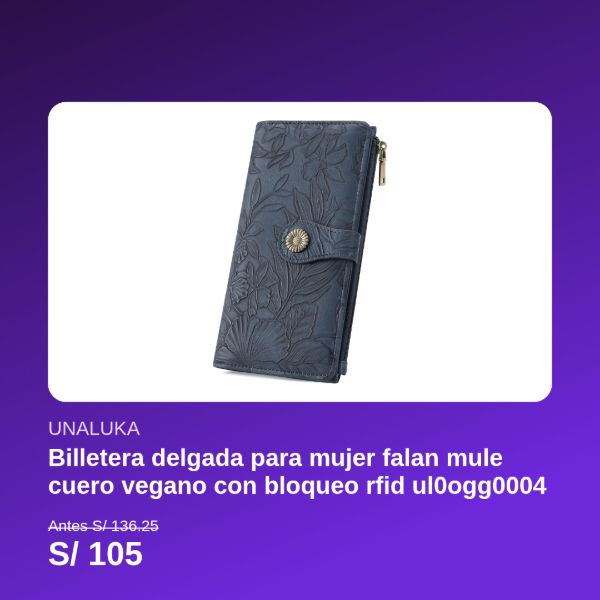 UNALUKA
Billetera delgada para mujer falan mule
cuero vegano con bloqueo rfid ul0ogg0004
Antes S/ 136.25
S/ 105